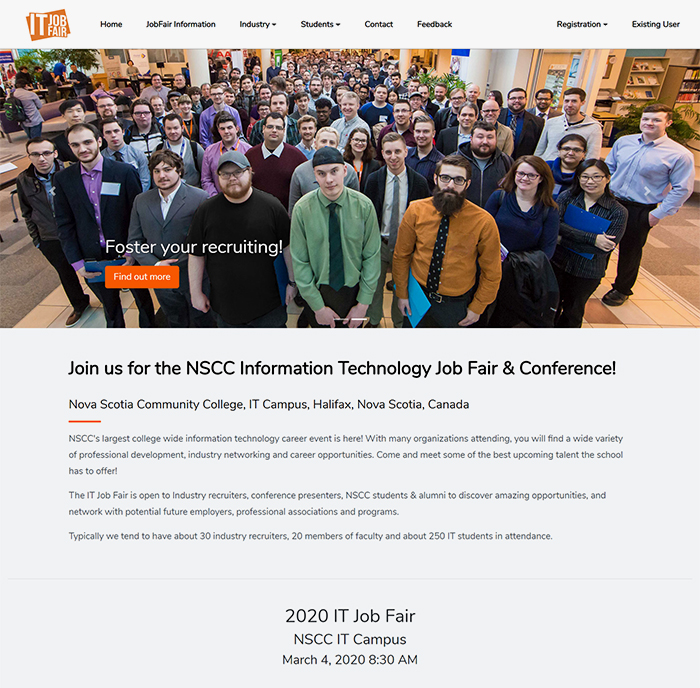 IT JOB FAIR
Home JobFair Information Industry Students Contact Feedback Registration Existing User
Foster your recruiting!
Find out more
Join us for the NSCC Information Technology Job Fair & Conference!
Nova Scotia Community College, IT Campus, Halifax, Nova Scotia, Canada
NSCC's largest college wide information technology career event is here! With many organizations attending, you will find a wide variety
of professional development, industry networking and career opportunities. Come and meet some of the best upcoming talent the school
has to offer!
The IT Job Fair is open to Industry recruiters, conference presenters, NSCC students & alumni to discover amazing opportunities, and
network with potential future employers, professional associations and programs.
Typically we tend to have about 30 industry recruiters, 20 members of faculty and about 250 IT students in attendance.
2020 IT Job Fair
NSCC IT Campus
March 4, 2020 8:30 AM